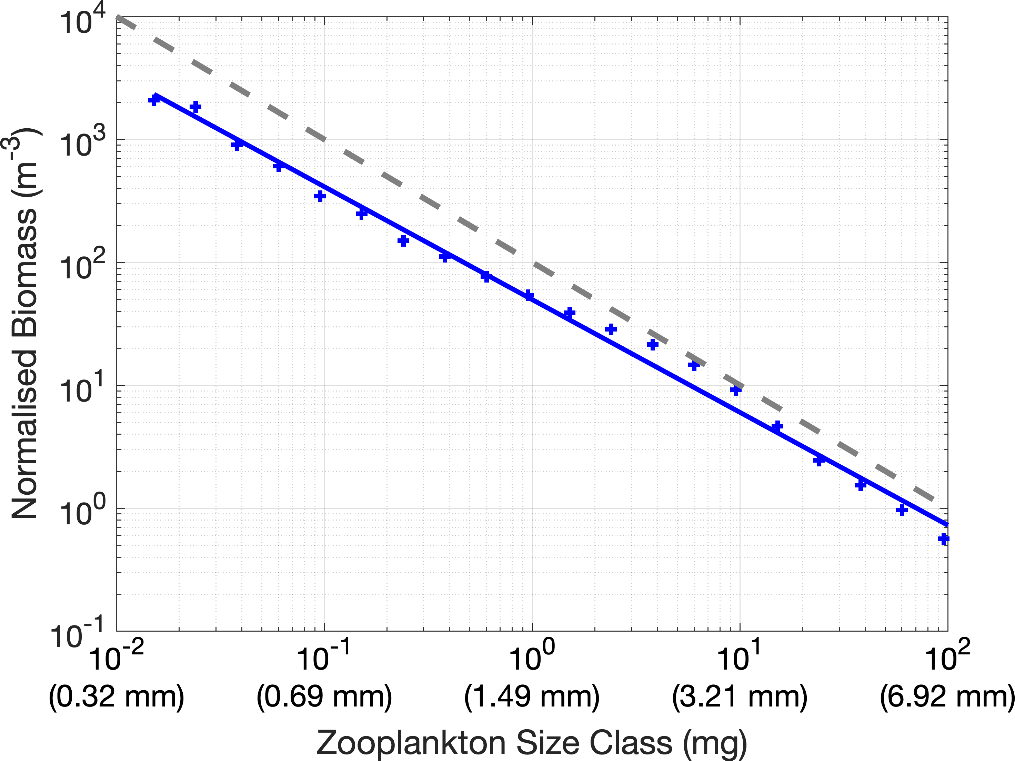 10^4
10^3
10^2
10^1
10^0
10^-1
Normalised Biomass (m^-3)
10^-2 10^-1 10^0 10^1 10^2
(0.32 mm) (0.69 mm) (1.49 mm) (3.21 mm) (6.92 mm)
Zooplankton Size Class (mg)